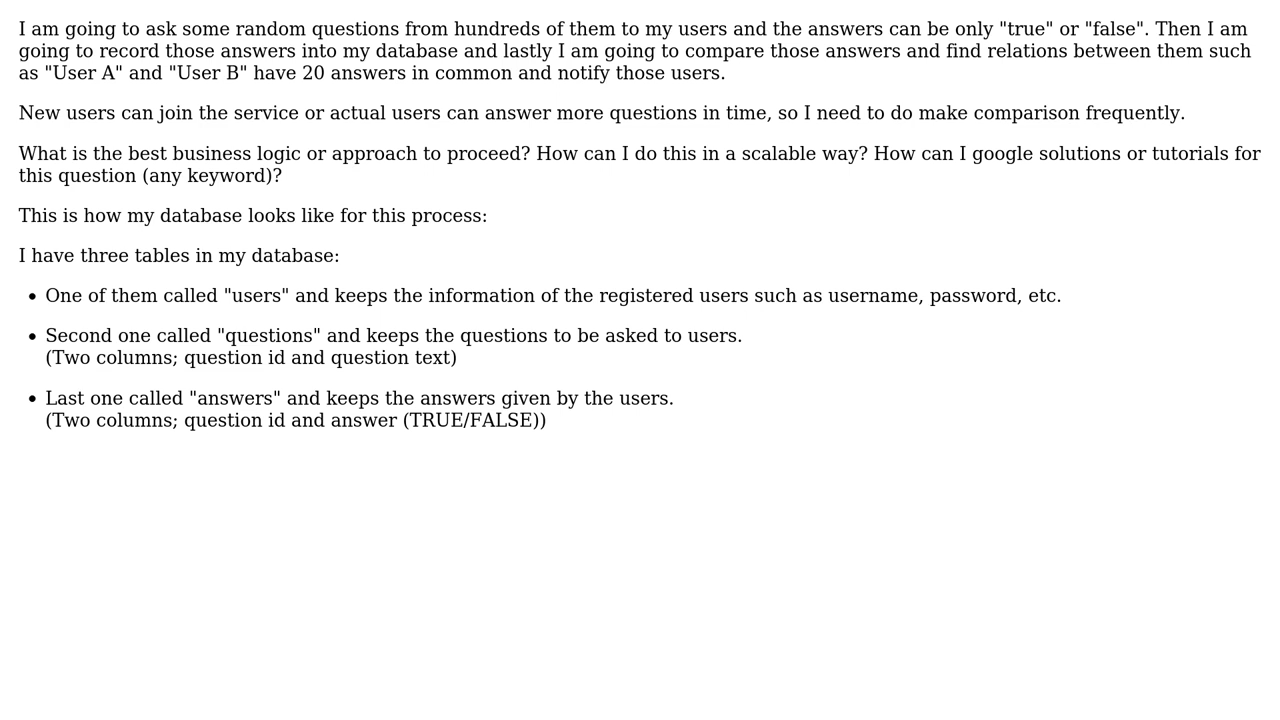 I am going to ask some random questions from hundreds of them to my users and the answers can be only "true" or "false". Then I am
going to record those answers into my database and lastly I am going to compare those answers and find relations between them such
as "User A" and "User B" have 20 answers in common and notify those users.
New users can join the service or actual users can answer more questions in time, so I need to do make comparison frequently.
What is the best business logic or approach to proceed? How can I do this in a scalable way? How can I google solutions or tutorials for
this question (any keyword)?
This is how my database looks like for this process:
I have three tables in my database:
• One of them called "users" and keeps the information of the registered users such as username, password, etc.
• Second one called "questions" and keeps the questions to be asked to users.
(Two columns; question id and question text)
• Last one called "answers" and keeps the answers given by the users.
(Two columns; question id and answer (TRUE/FALSE))